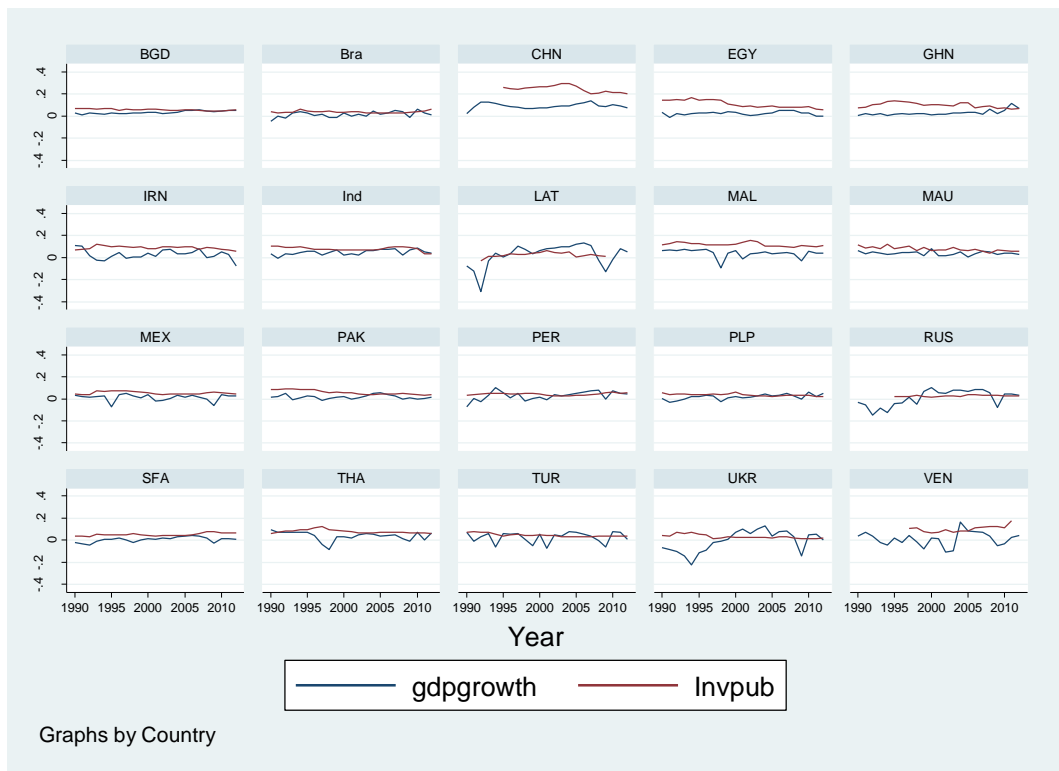 BGD Bra CHN EGY GHN
.4
.2
0
-.2
-.4
IRN Ind LAT MAL MAU
.4
.2
0
-.2
-.4
MEX PAK PER PLP RUS
.4
.2
0
-.2
-.4
SFA THA TUR UKR VEN
.4
.2
0
-.2
-.4
1990 1995 2000 2005 2010 1990 1995 2000 2005 2010 1990 1995 2000 2005 2010 1990 1995 2000 2005 2010 1990 1995 2000 2005 2010
Year
gdpgrowth Invpub
Graphs by Country